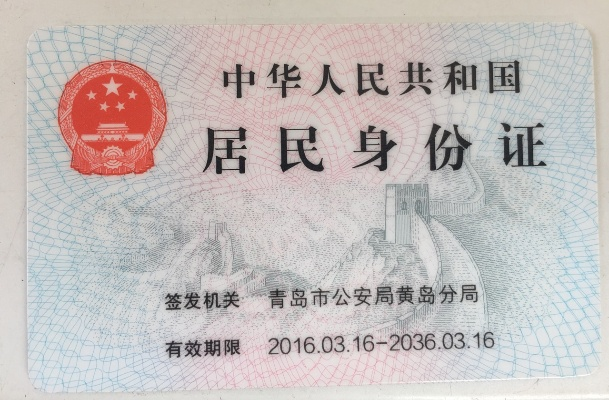 中华人民共和国
居民身份证
签发机关 青岛市公安局黄岛分局
有效期限 2016.03.16-2036.03.16